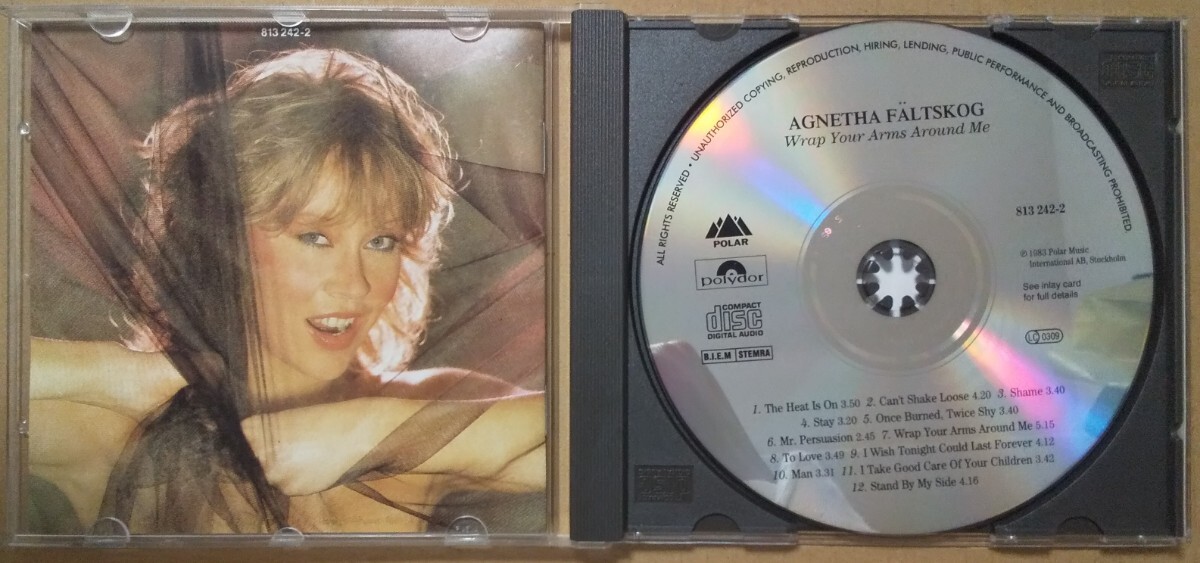 813 242-2
ALL RIGHTS RESERVED • UNAUTHORIZED COPYING, REPRODUCTION, HIRING, LENDING, PUBLIC PERFORMANCE AND BROADCASTING PROHIBITED
AGNETHA FÄLTSKOG
Wrap Your Arms Around Me
813 242-2
POLAR
polydor
℗ 1983 Polar Music
International AB, Stockholm
See inlay card
for full details
COMPACT
disc
DIGITAL AUDIO
LC 0309
B.I.E.M STEMRA
1. The Heat Is On 3.50 2. Can't Shake Loose 4.20 3. Shame 3.40
4. Stay 3.20 5. Once Burned, Twice Shy 3.40
6. Mr. Persuasion 2.45 7. Wrap Your Arms Around Me 5.15
8. To Love 3.49 9. I Wish Tonight Could Last Forever 4.12
10. Man 3.31 11. I Take Good Care Of Your Children 3.42
12. Stand By My Side 4.16